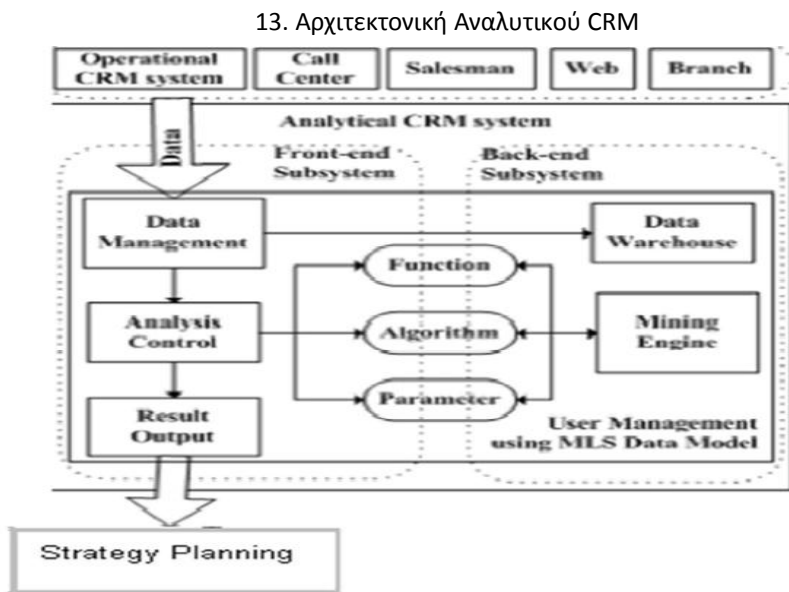 13. Αρχιτεκτονική Αναλυτικού CRM
Operational
CRM system
Call
Center
Salesman
Web
Branch
Data
Analytical CRM system
Front-end
Subsystem
Back-end
Subsystem
Data
Management
Data
Warehouse
Function
Analysis
Control
Algorithm
Mining
Engine
Parameter
Result
Output
User Management
using MLS Data Model
Strategy Planning